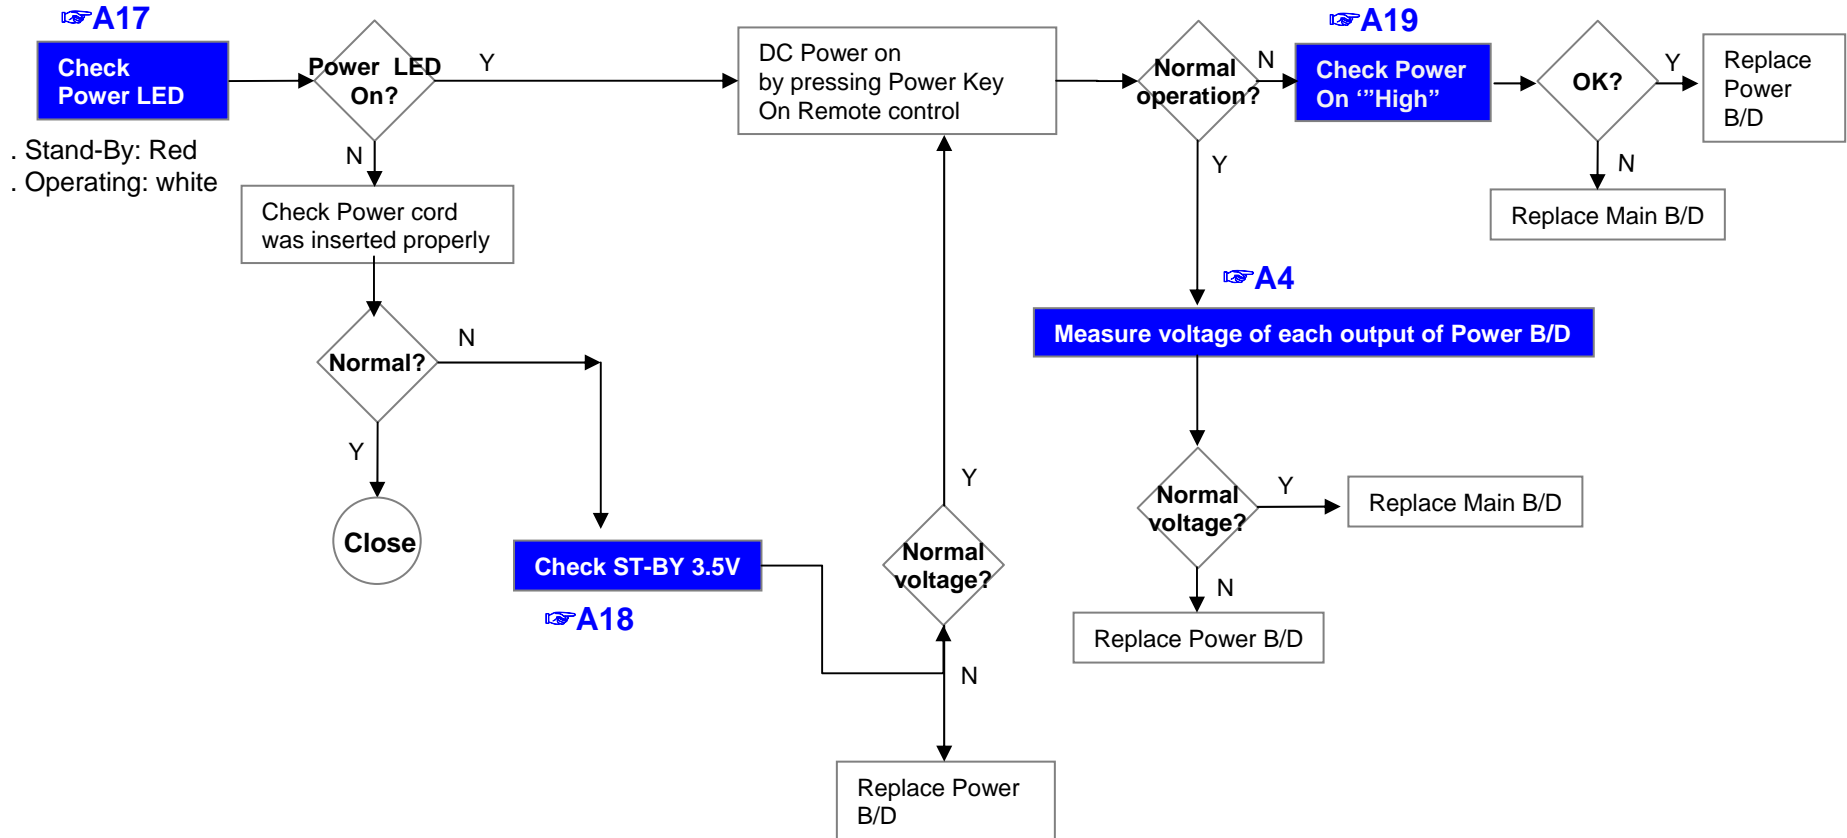 ☞A17
Check
Power LED
. Stand-By: Red
. Operating: white
Power LED
On?
Y
N
Check Power cord
was inserted properly
Normal?
N
Y
Close
Check ST-BY 3.5V
☞A18
DC Power on
by pressing Power Key
On Remote control
Y
Normal
voltage?
N
Replace Power
B/D
Normal
operation?
N
Y
☞A19
Check Power
On ‘”High”
OK?
Y
Replace
Power
B/D
N
Replace Main B/D
☞A4
Measure voltage of each output of Power B/D
Normal
voltage?
Y
Replace Main B/D
N
Replace Power B/D